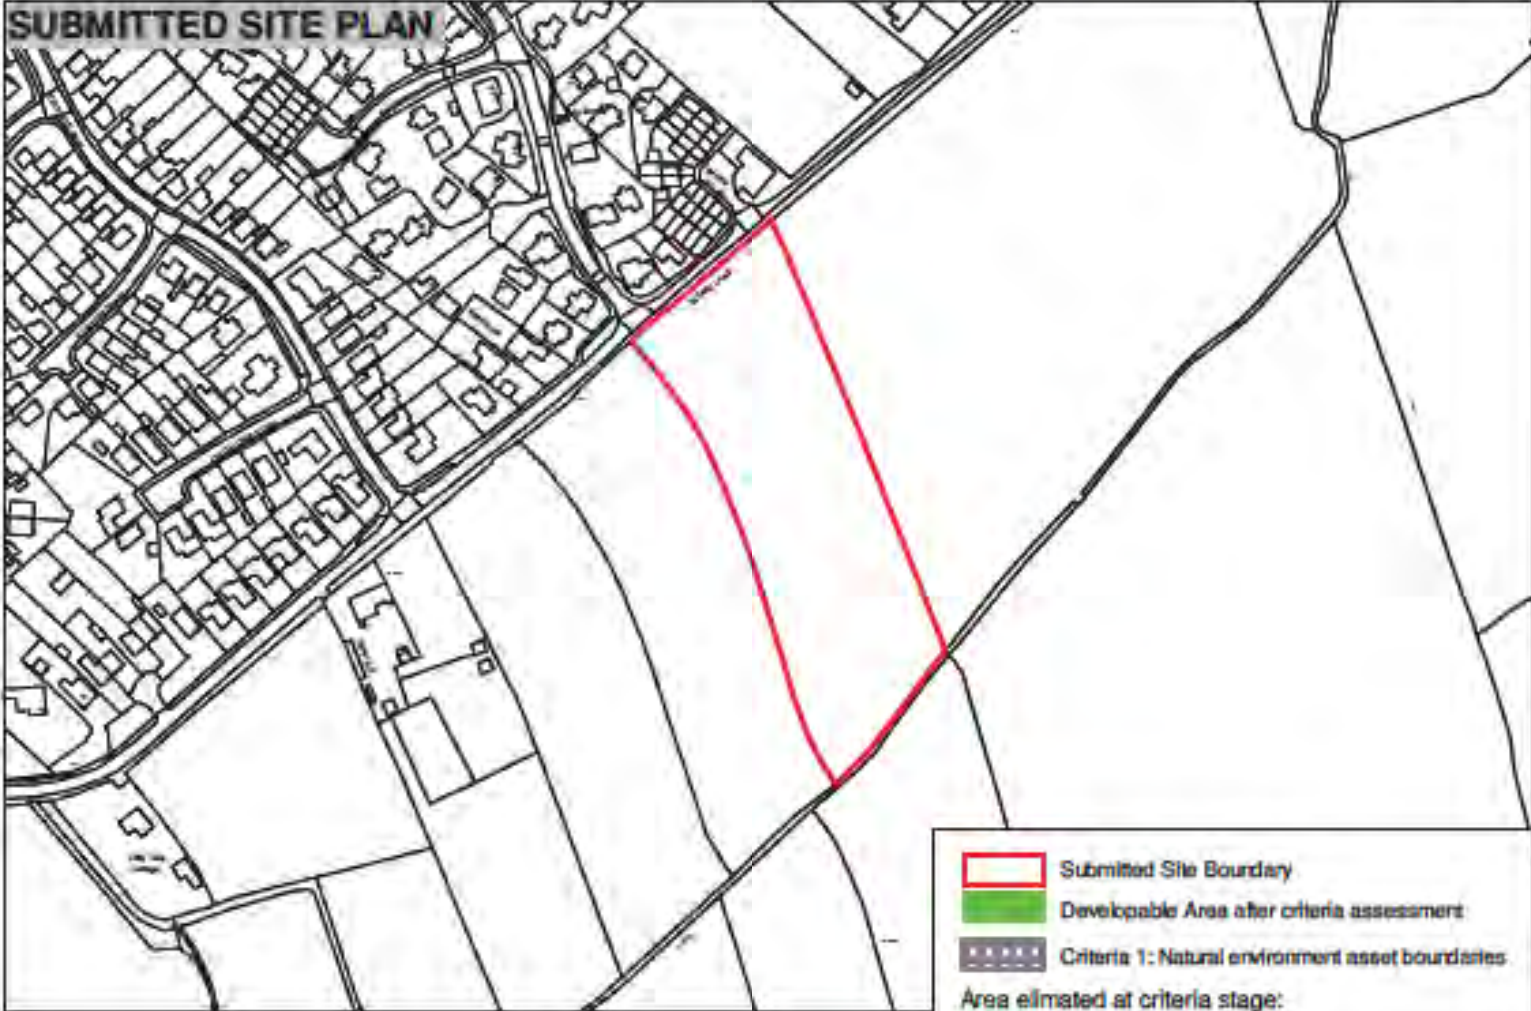 SUBMITTED SITE PLAN
Submitted Site Boundary
Developable Area after criteria assessment
Criteria 1: Natural environment asset boundaries
Area elimated at criteria stage: